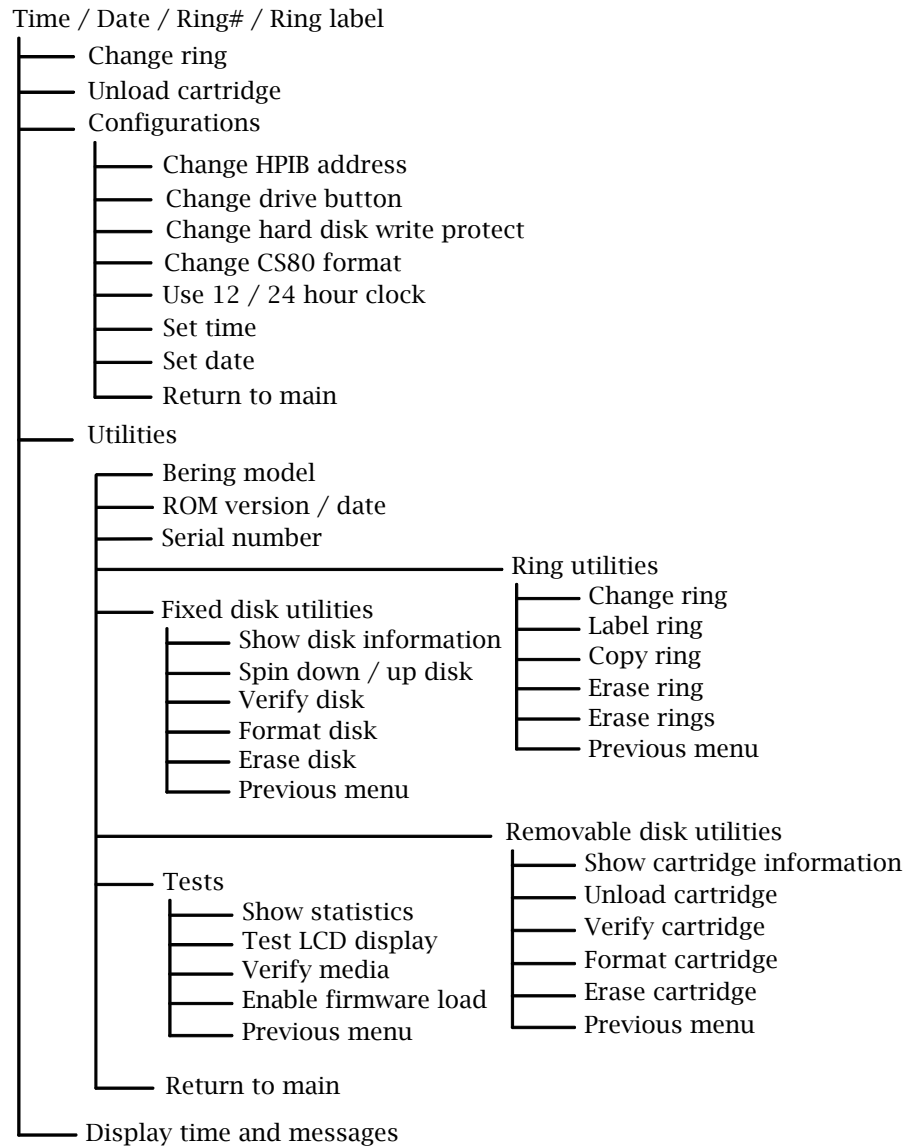 Time / Date / Ring# / Ring label
Change ring
Unload cartridge
Configurations
Change HPIB address
Change drive button
Change hard disk write protect
Change CS80 format
Use 12 / 24 hour clock
Set time
Set date
Return to main
Utilities
Bering model
ROM version / date
Serial number
Ring utilities
Change ring
Label ring
Copy ring
Erase ring
Erase rings
Previous menu
Fixed disk utilities
Show disk information
Spin down / up disk
Verify disk
Format disk
Erase disk
Previous menu
Removable disk utilities
Show cartridge information
Unload cartridge
Verify cartridge
Format cartridge
Erase cartridge
Previous menu
Tests
Show statistics
Test LCD display
Verify media
Enable firmware load
Previous menu
Return to main
Display time and messages